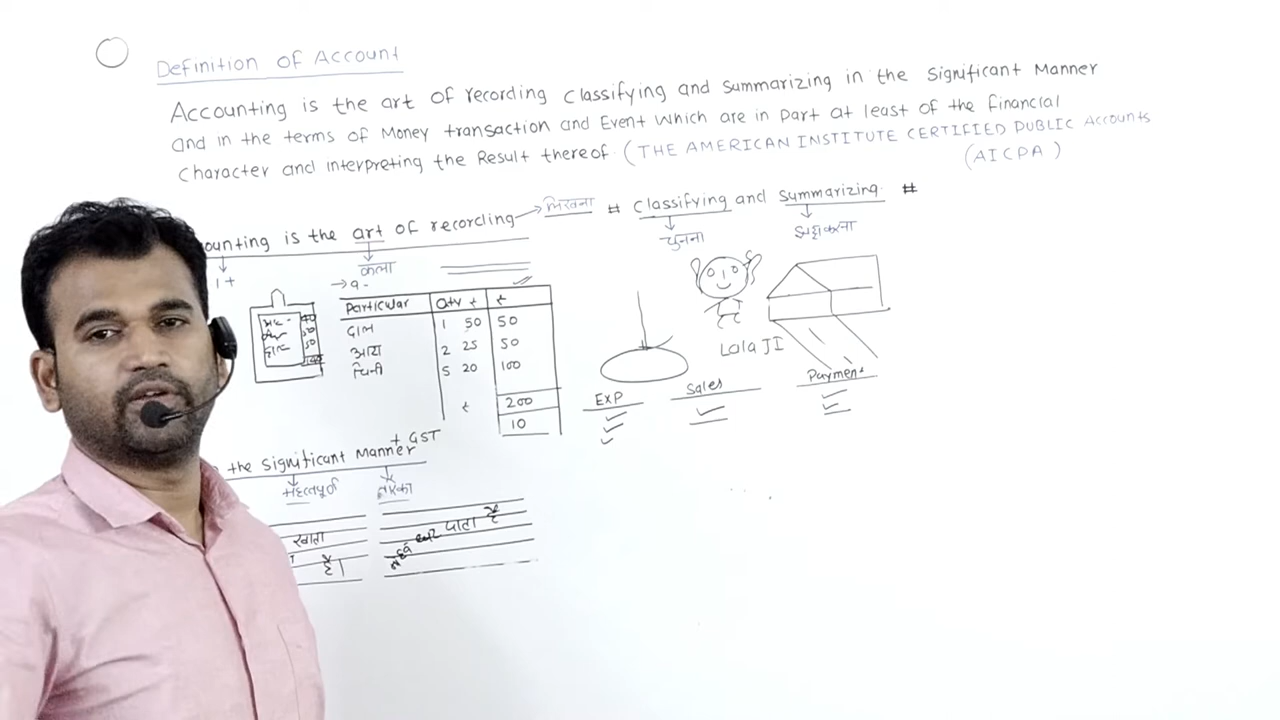 Definition of Account
Accounting is the art of recording classifying and summarizing in the significant Manner
and in the terms of Money transaction and Event which are in part at least of the financial
character and interpreting the Result thereof (THE AMERICAN INSTITUTE CERTIFIED PUBLIC Accounts
(AICPA)
ounting is the art of recording → लिखना # classifying and summarizing #
कला
चुनना
1 +
Particular Qty ₹ ₹
दाल 1 50 50
आटा 2 25 50
चिनी 5 20 100
₹ 200
10
+ GST
Lala JI
EXP Sales Payment
the significant Manner
महत्वपूर्ण
खाता
है।
पाता है